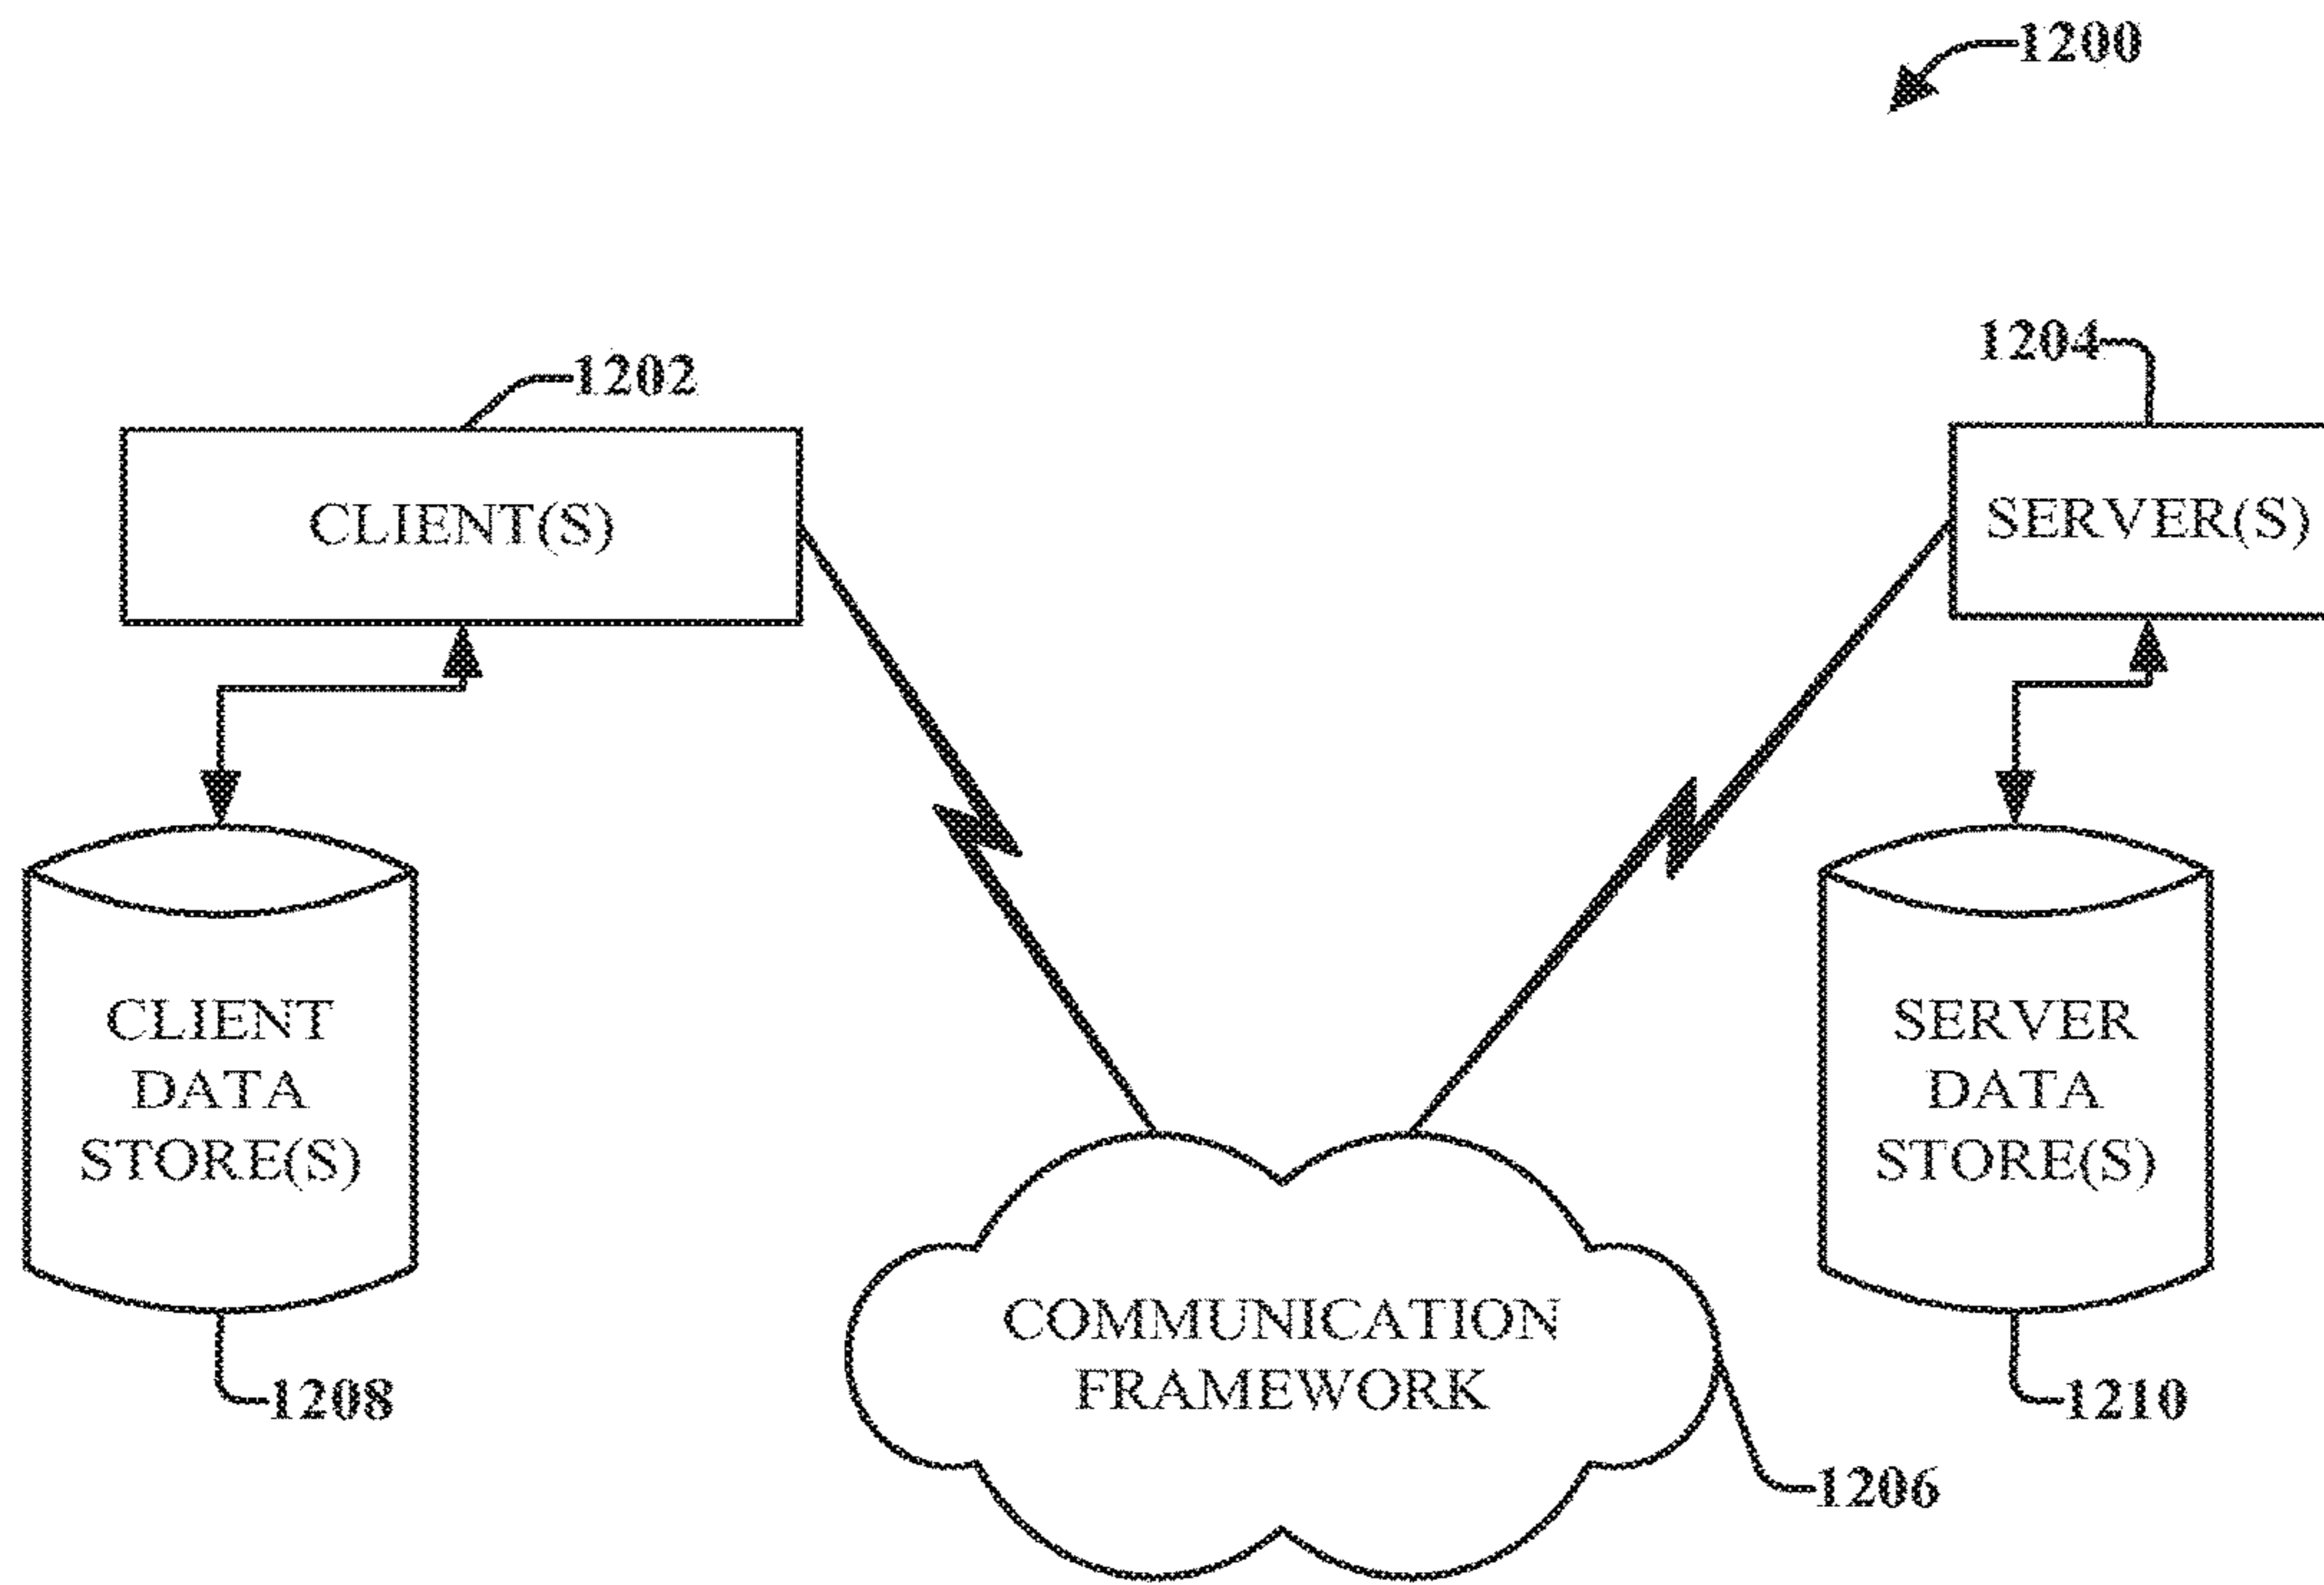 1200
1204
1202
CLIENT(S)
SERVER(S)
CLIENT
DATA
STORE(S)
SERVER
DATA
STORE(S)
COMMUNICATION
FRAMEWORK
1208
1210
1206